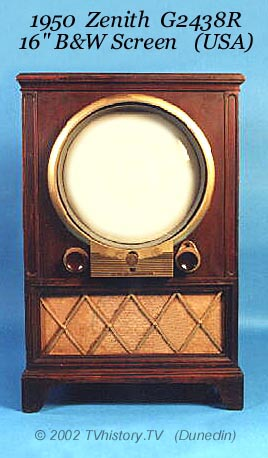 1950 Zenith G2438R
16" B&W Screen (USA)
© 2002 TVhistory.TV (Dunedin)